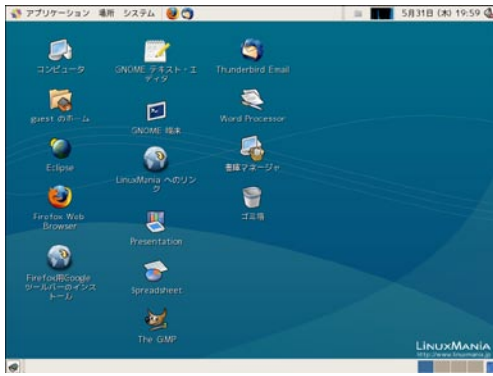 アプリケーション 場所 システム
5月31日 (木) 19:59
コンピュータ
guest のホーム
Eclipse
Firefox Web
Browser
Firefox用Google
ツールバーのインス
トール
GNOME テキスト・エ
ディタ
GNOME 端末
LinuxMania へのリン
ク
Presentation
Spreadsheet
The GIMP
Thunderbird Email
Word Processor
書庫マネージャ
ゴミ箱
LINUXMANIA
http://www.linuxmania.jp